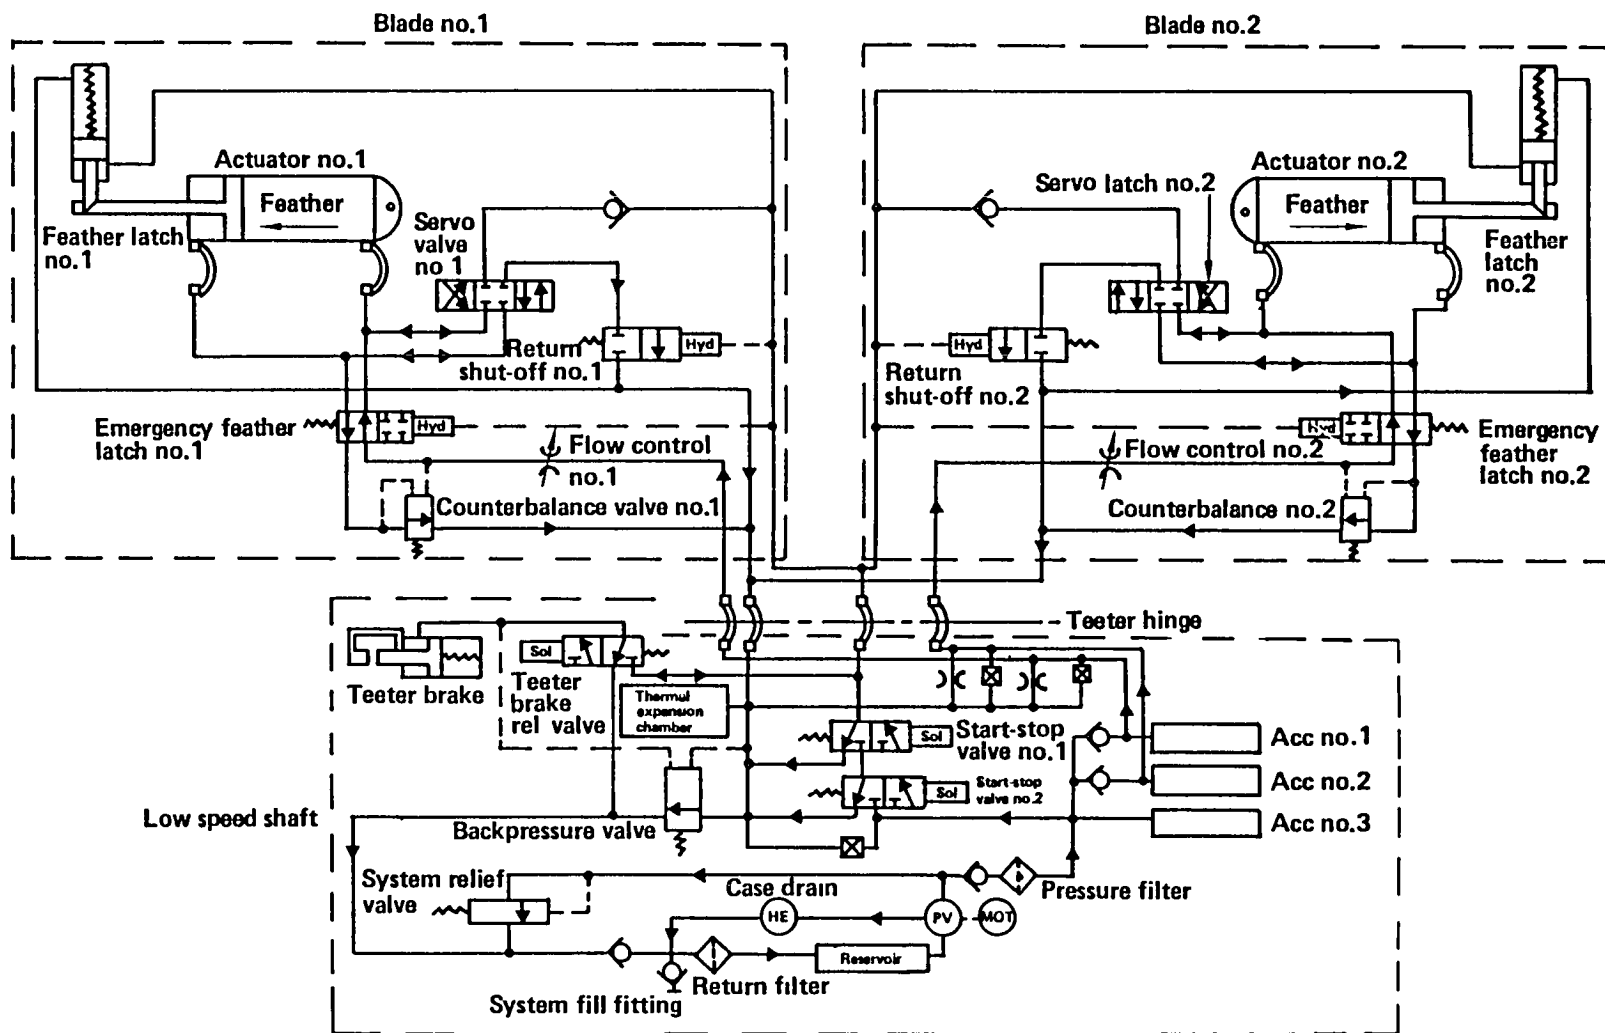 Blade no.1
Blade no.2
Actuator no.1
Feather
Feather latch
no.1
Servo
valve
no 1
Return
shut-off no.1
Hyd
Emergency feather
latch no.1
Hyd
Flow control
no.1
Counterbalance valve no.1
Actuator no.2
Servo latch no.2
Feather
Feather
latch
no.2
Hyd
Return
shut-off no.2
Hyd
Flow control no.2
Emergency
feather
latch no.2
Counterbalance no.2
Teeter hinge
Teeter brake
Sol
Teeter
brake
rel valve
Thermal
expansion
chamber
Sol
Start-stop
valve no.1
Sol
Start-stop
valve no.2
Acc no.1
Acc no.2
Acc no.3
Low speed shaft
Backpressure valve
System relief
valve
Case drain
HE
PV
MOT
Pressure filter
Reservoir
Return filter
System fill fitting